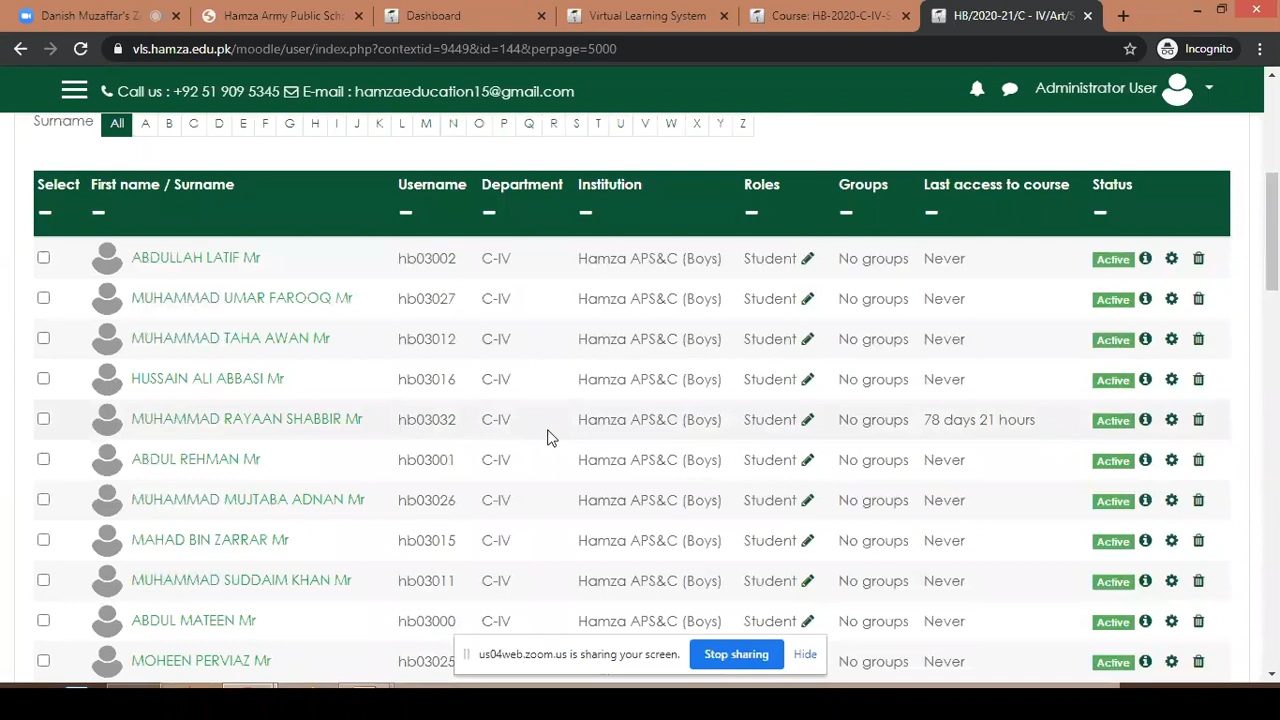 Danish Muzaffar's Z
Hamza Army Public Scho
Dashboard
Virtual Learning System
Course: HB-2020-C-IV-S
HB/2020-21/C - IV/Art/S
vls.hamza.edu.pk/moodle/user/index.php?contextid=9449&id=144&perpage=5000
Incognito
Call us : +92 51 909 5345 E-mail : hamzaeducation15@gmail.com
Administrator User
Surname All A B C D E F G H I J K L M N O P Q R S T U V W X Y Z
Select First name / Surname Username Department Institution Roles Groups Last access to course Status
ABDULLAH LATIF Mr hb03002 C-IV Hamza APS&C (Boys) Student No groups Never Active
MUHAMMAD UMAR FAROOQ Mr hb03027 C-IV Hamza APS&C (Boys) Student No groups Never Active
MUHAMMAD TAHA AWAN Mr hb03012 C-IV Hamza APS&C (Boys) Student No groups Never Active
HUSSAIN ALI ABBASI Mr hb03016 C-IV Hamza APS&C (Boys) Student No groups Never Active
MUHAMMAD RAYAAN SHABBIR Mr hb03032 C-IV Hamza APS&C (Boys) Student No groups 78 days 21 hours Active
ABDUL REHMAN Mr hb03001 C-IV Hamza APS&C (Boys) Student No groups Never Active
MUHAMMAD MUJTABA ADNAN Mr hb03026 C-IV Hamza APS&C (Boys) Student No groups Never Active
MAHAD BIN ZARRAR Mr hb03015 C-IV Hamza APS&C (Boys) Student No groups Never Active
MUHAMMAD SUDDAIM KHAN Mr hb03011 C-IV Hamza APS&C (Boys) Student No groups Never Active
ABDUL MATEEN Mr hb03000 C-IV Hamza APS&C (Boys) Student No groups Never Active
MOHEEN PERVIAZ Mr hb03025 No groups Never Active
us04web.zoom.us is sharing your screen. Stop sharing Hide